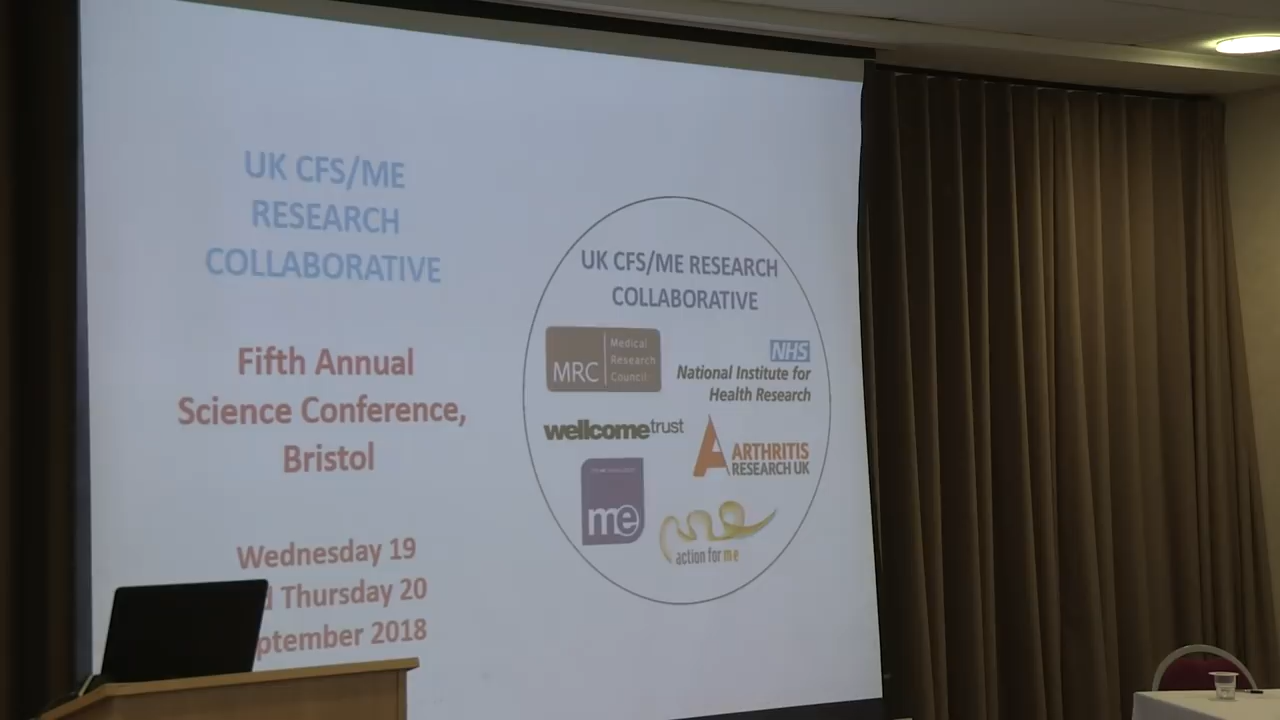 UK CFS/ME
RESEARCH
COLLABORATIVE
Fifth Annual
Science Conference,
Bristol
Wednesday 19
Thursday 20
2018
UK CFS/ME RESEARCH
COLLABORATIVE
MRC
Medical
Research
Council
NHS
National Institute for
Health Research
wellcometrust
ARTHRITIS
RESEARCH UK
me
me
action for me